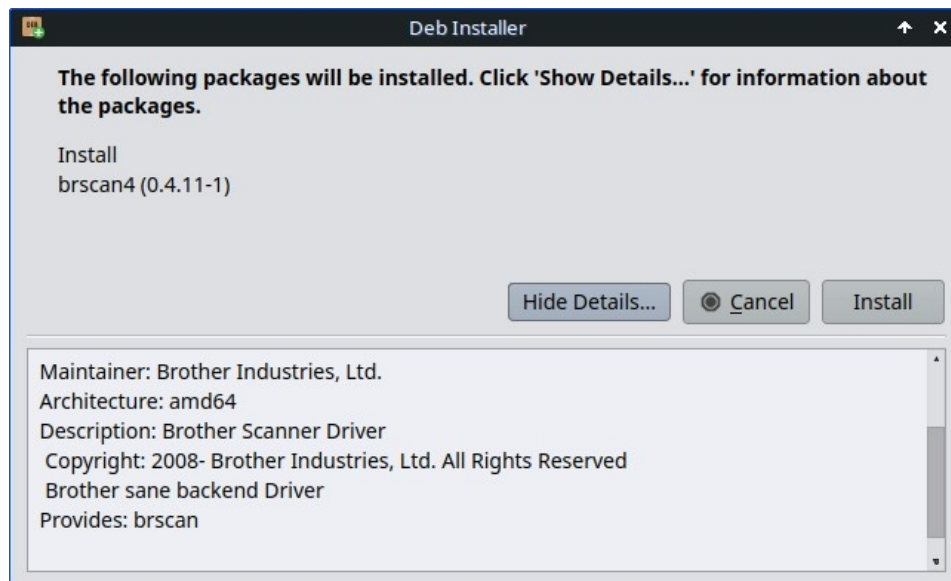 Deb Installer
The following packages will be installed. Click 'Show Details...' for information about
the packages.
Install
brscan4 (0.4.11-1)
Hide Details...
Cancel
Install
Maintainer: Brother Industries, Ltd.
Architecture: amd64
Description: Brother Scanner Driver
Copyright: 2008- Brother Industries, Ltd. All Rights Reserved
Brother sane backend Driver
Provides: brscan